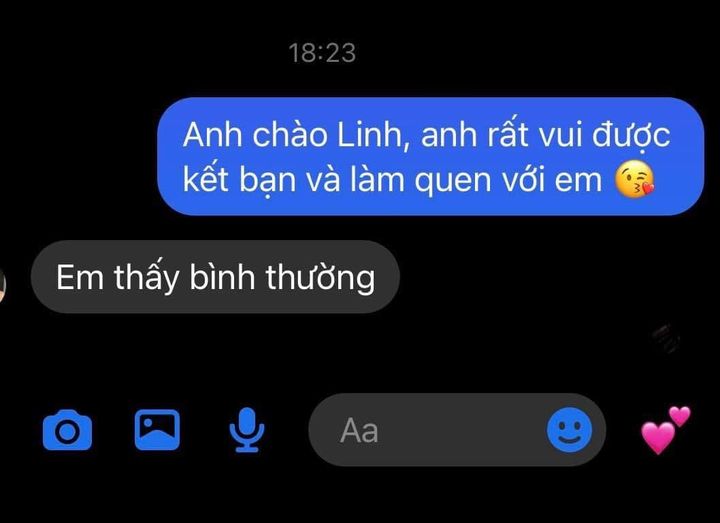 18:23
Anh chào Linh, anh rất vui được
kết bạn và làm quen với em 😘
Em thấy bình thường
Aa